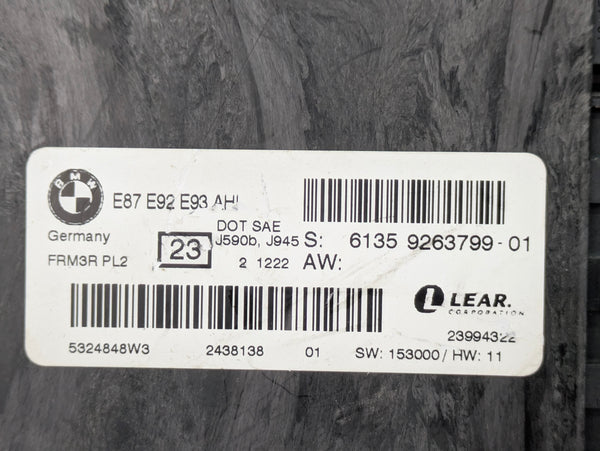 BMW
E87 E92 E93 AHL
Germany
FRM3R PL2
23
DOT SAE
J590b, J945
2 1222
S: 6135 9263799-01
AW:
LEAR.
CORPORATION
23994322
5324848W3 2438138 01 SW: 153000 / HW: 11